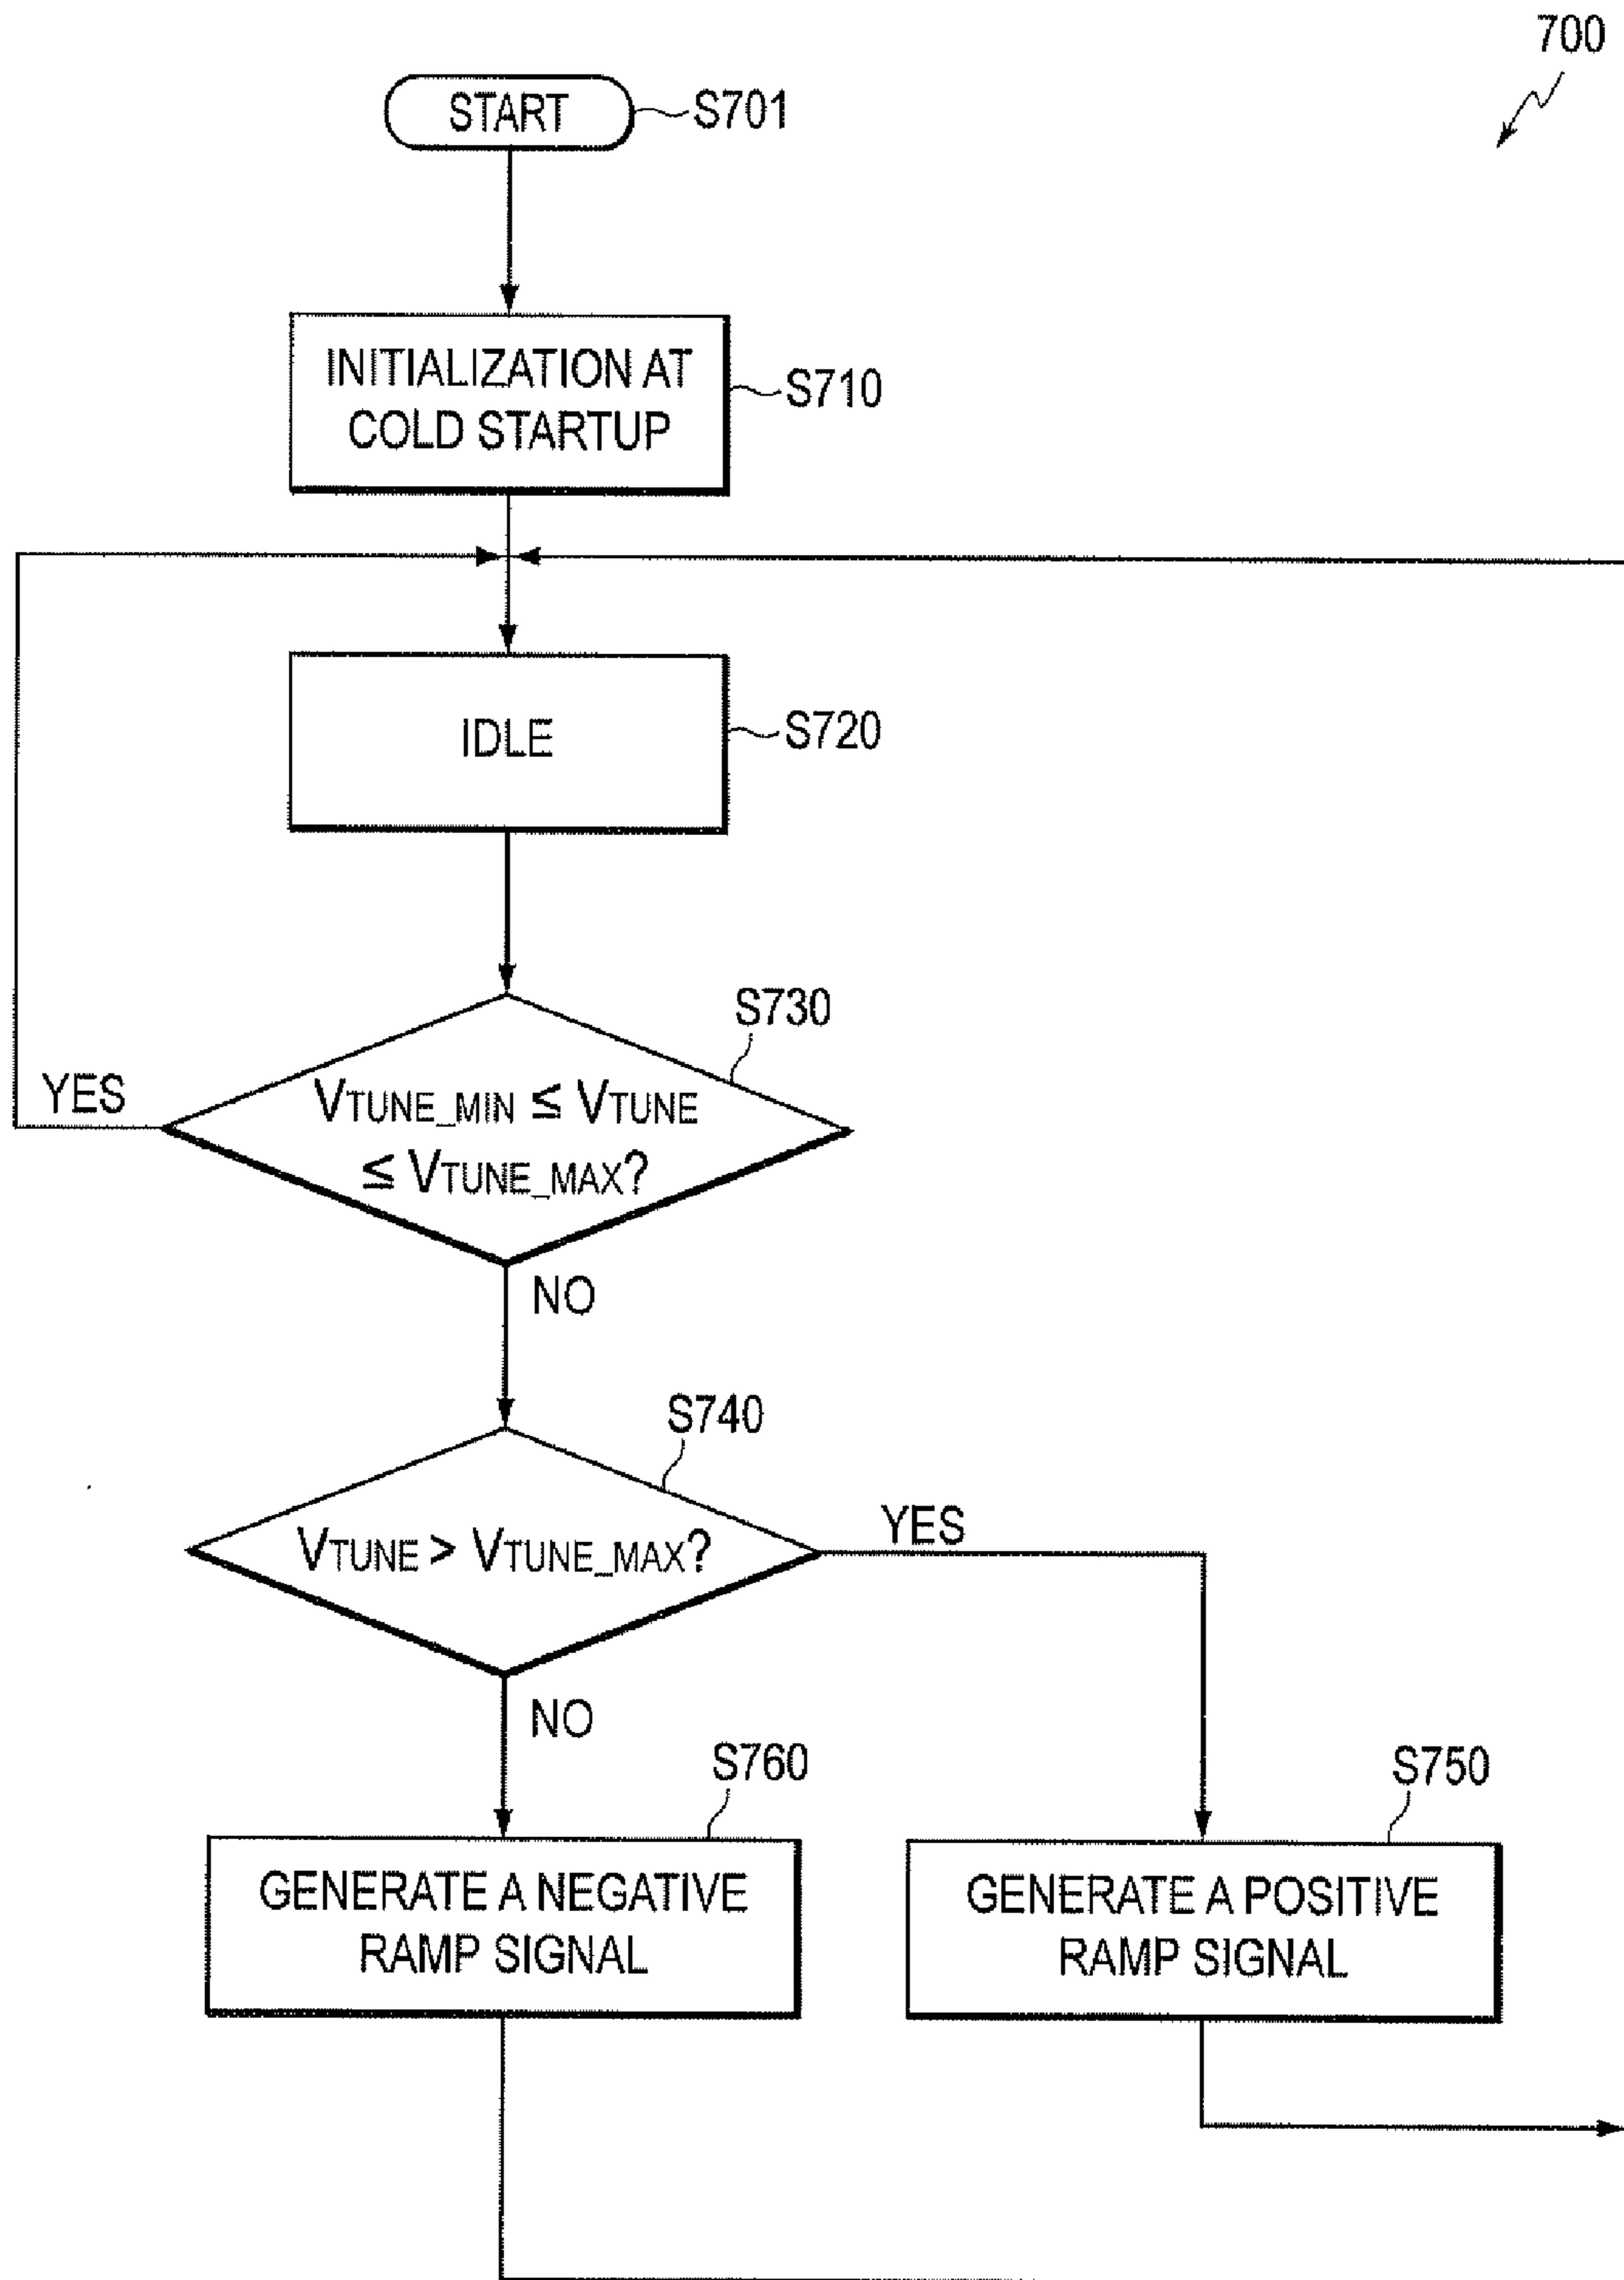 700
START
S701
INITIALIZATION AT
COLD STARTUP
S710
IDLE
S720
S730
YES
VTUNE_MIN ≤ VTUNE
≤ VTUNE_MAX?
NO
S740
VTUNE > VTUNE_MAX?
YES
NO
S760
S750
GENERATE A NEGATIVE
RAMP SIGNAL
GENERATE A POSITIVE
RAMP SIGNAL